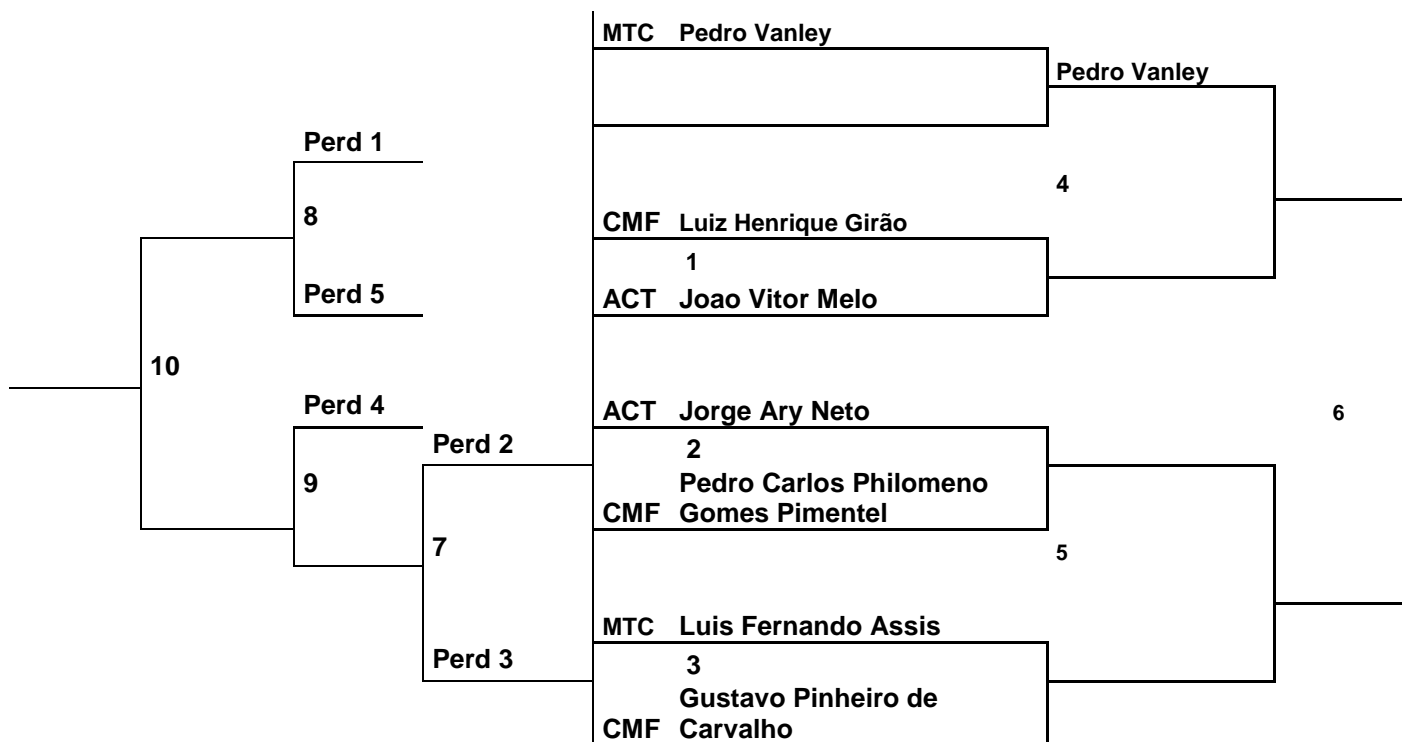 MTC Pedro Vanley
Pedro Vanley
Perd 1
4
8
CMF Luiz Henrique Girão
1
Perd 5
ACT Joao Vitor Melo
10
Perd 4
ACT Jorge Ary Neto
6
Perd 2
2
9
Pedro Carlos Philomeno
CMF Gomes Pimentel
7
5
MTC Luis Fernando Assis
Perd 3
3
Gustavo Pinheiro de
CMF Carvalho